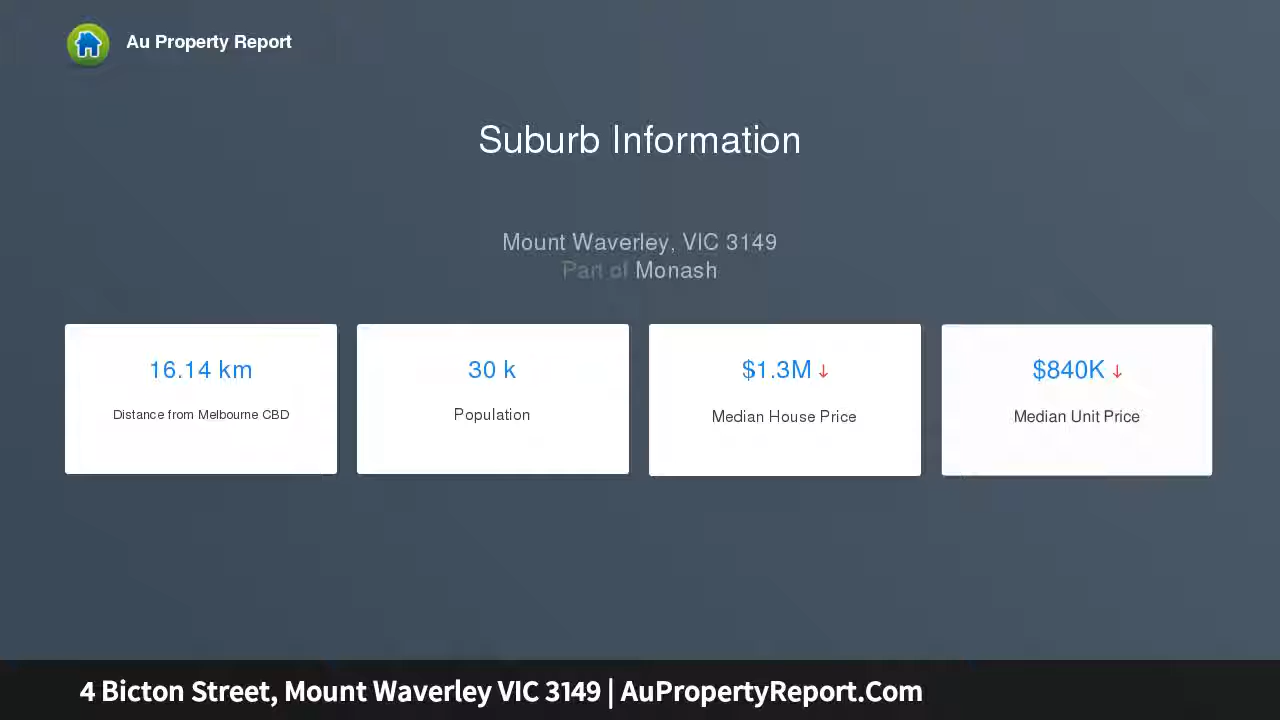 Au Property Report
Suburb Information
Mount Waverley, VIC 3149
Part of Monash
16.14 km
Distance from Melbourne CBD
30 k
Population
$1.3M ↓
Median House Price
$840K ↓
Median Unit Price
4 Bicton Street, Mount Waverley VIC 3149 | AuPropertyReport.Com